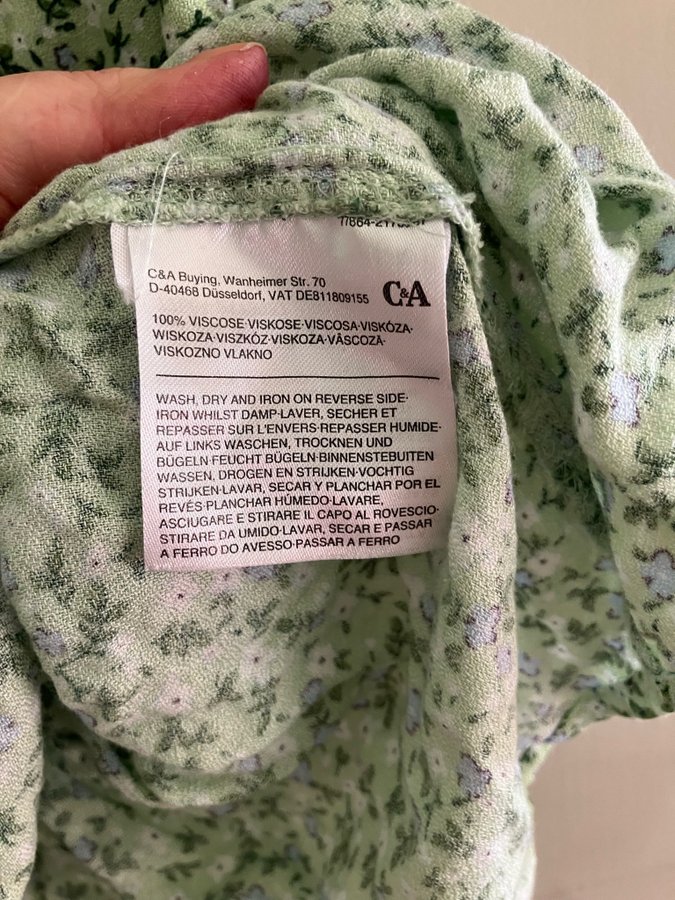 C&A Buying, Wanheimer Str. 70
D-40468 Düsseldorf, VAT DE811809155
C&A
100% VISCOSE·VISKOSE·VISCOSA·VISKÓZA·
WISKOZA·VISZKÓZ·VISKOZA·VÂSCOZĂ·
VISKOZNO VLAKNO
WASH, DRY AND IRON ON REVERSE SIDE·
IRON WHILST DAMP·LAVER, SECHER ET
REPASSER SUR L'ENVERS·REPASSER HUMIDE·
AUF LINKS WASCHEN, TROCKNEN UND
BÜGELN·FEUCHT BÜGELN·BINNENSTEBUITEN
WASSEN, DROGEN EN STRIJKEN·VOCHTIG
STRIJKEN·LAVAR, SECAR Y PLANCHAR POR EL
REVÉS·PLANCHAR HÚMEDO·LAVARE,
ASCIUGARE E STIRARE IL CAPO AL ROVESCIO·
STIRARE DA UMIDO·LAVAR, SECAR E PASSAR
A FERRO DO AVESSO·PASSAR A FERRO